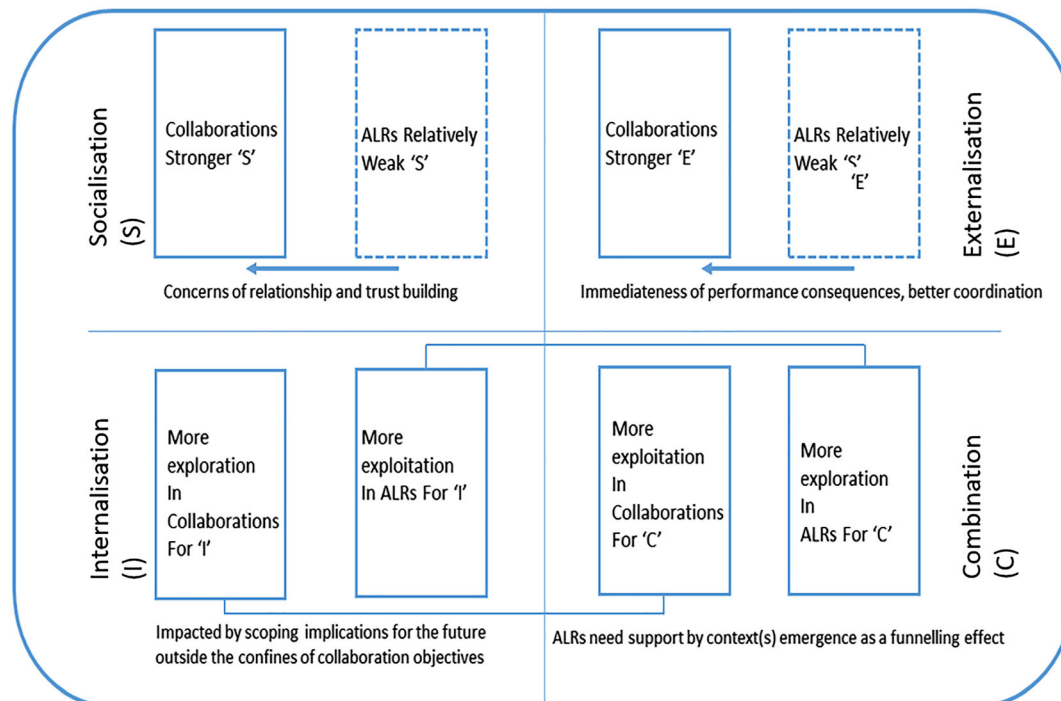 Socialisation
(S)
Collaborations
Stronger ‘S’
ALRs Relatively
Weak ‘S’
Concerns of relationship and trust building
Collaborations
Stronger ‘E’
ALRs Relatively
Weak ‘S’
‘E’
Immediateness of performance consequences, better coordination
Externalisation
(E)
Internalisation
(I)
More
exploration
In
Collaborations
For ‘I’
More
exploitation
In ALRs For ‘I’
Impacted by scoping implications for the future
outside the confines of collaboration objectives
More
exploitation
In
Collaborations
For ‘C’
More
exploration
In
ALRs For ‘C’
ALRs need support by context(s) emergence as a funnelling effect
Combination
(C)